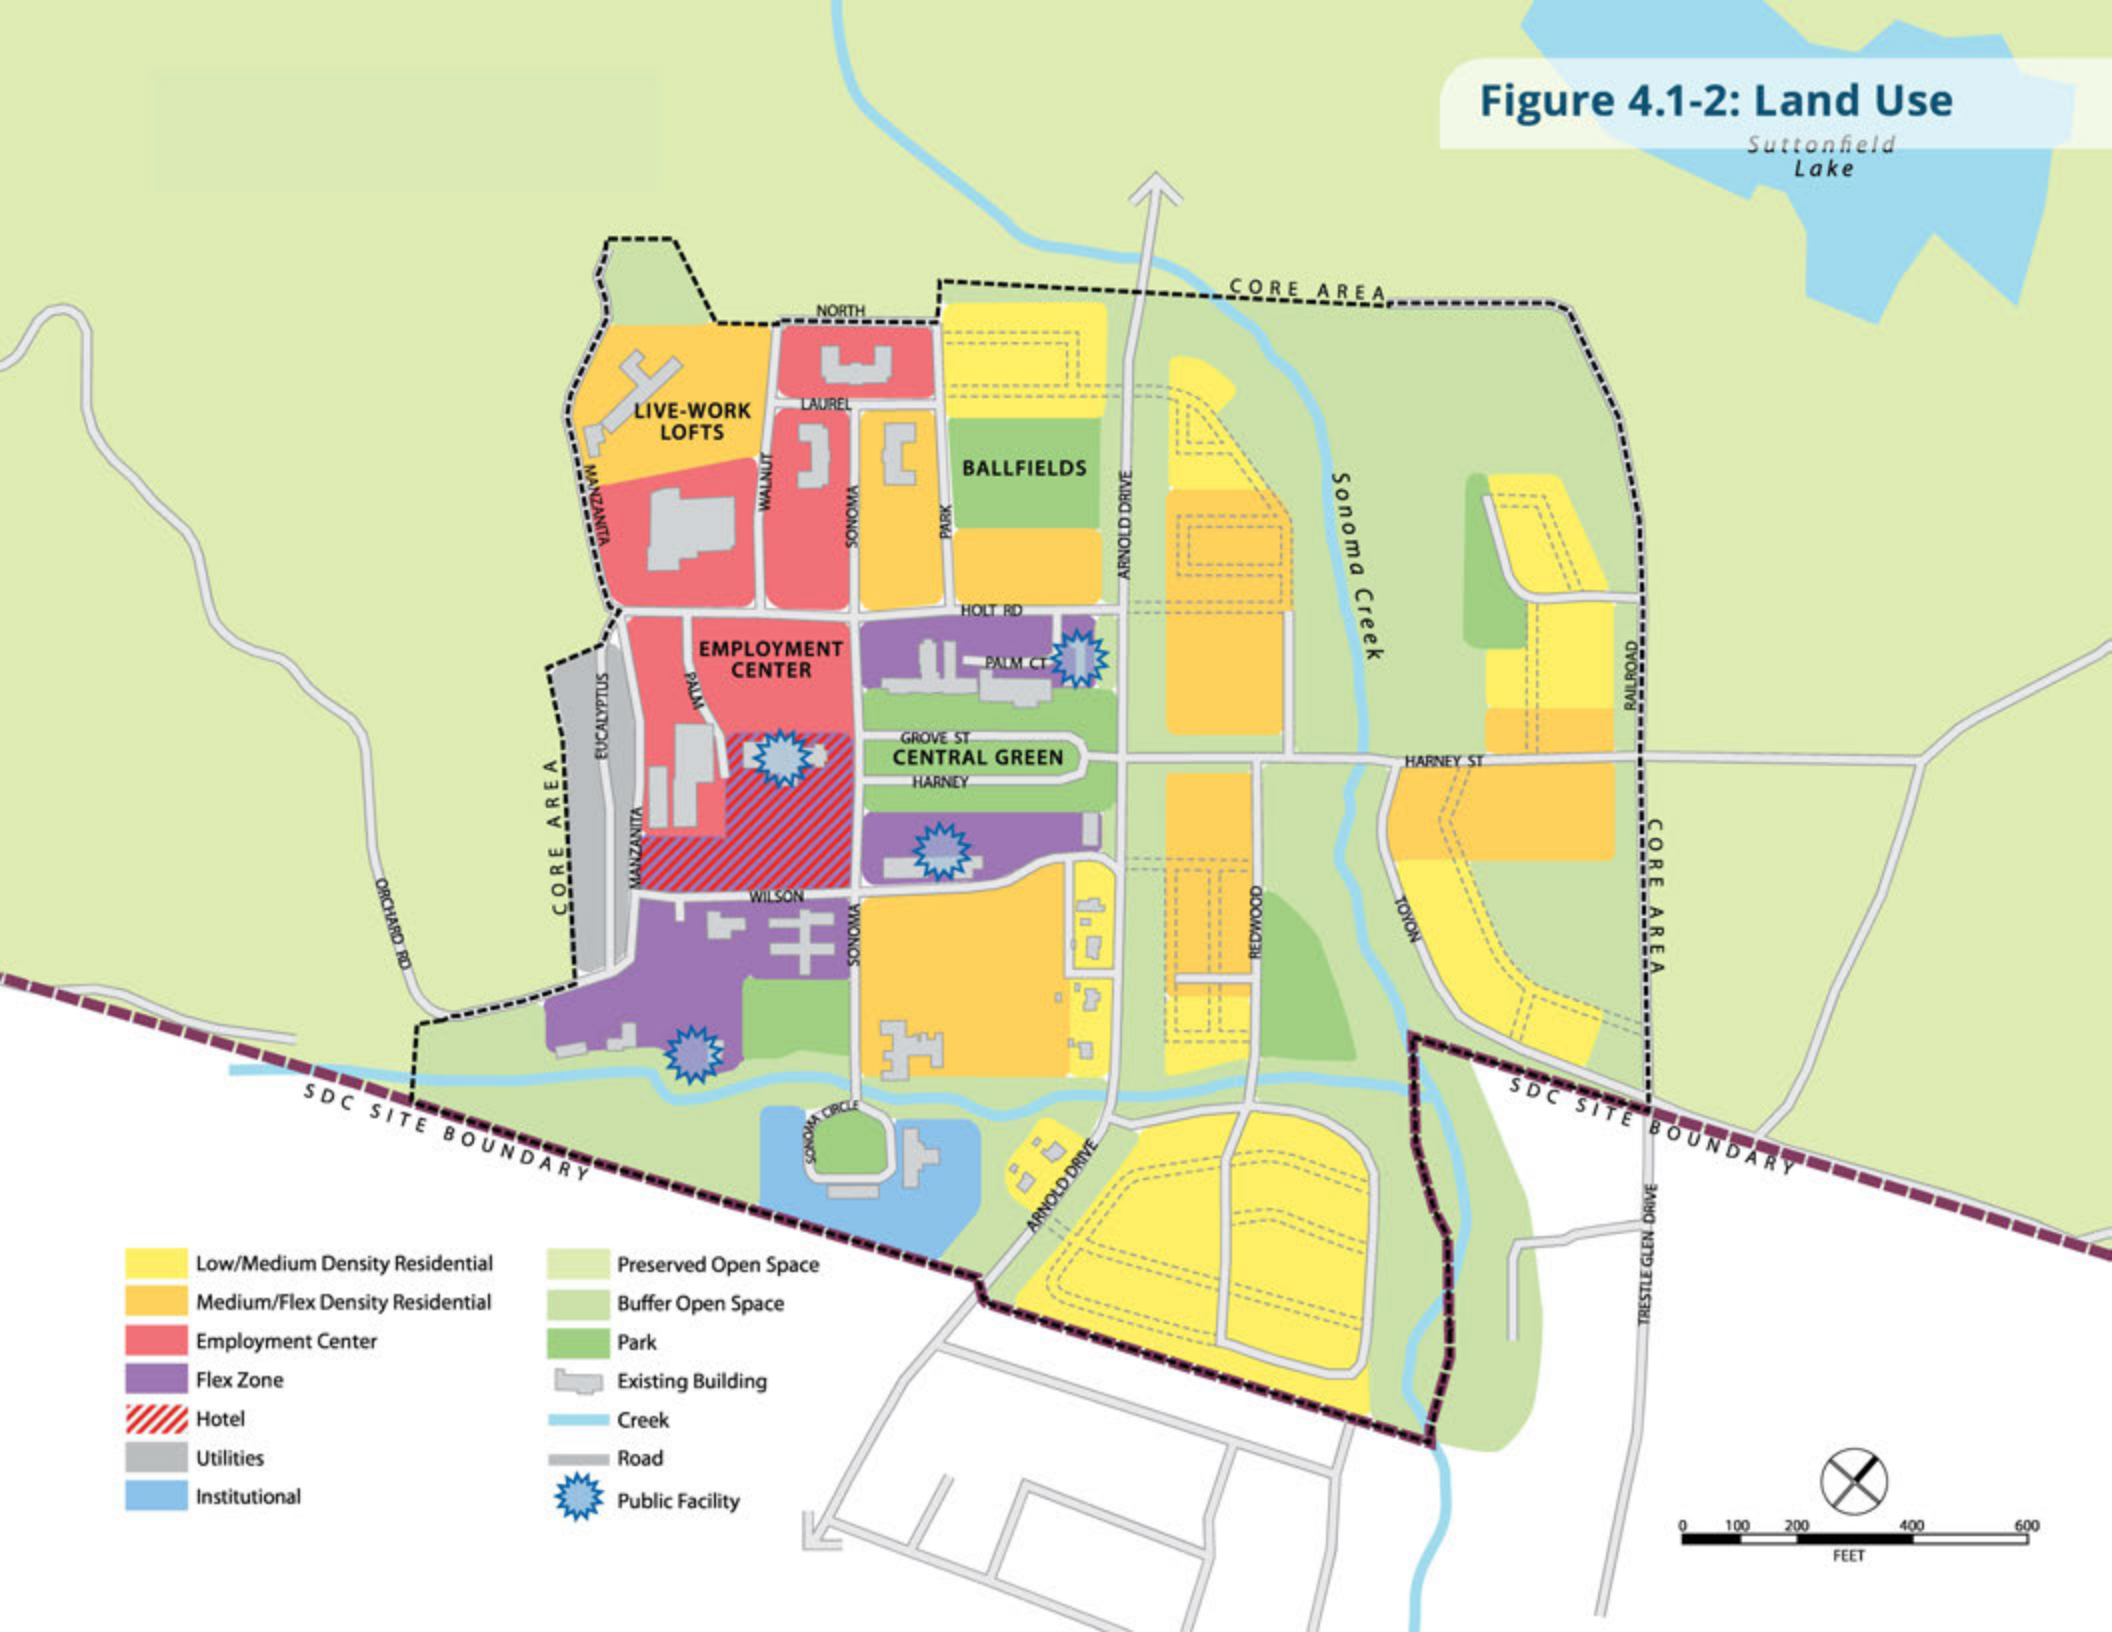 Figure 4.1-2: Land Use
Suttonfield
Lake
CORE AREA
NORTH
LIVE-WORK
LOFTS
LAUREL
MANZANITA
WALNUT
SONOMA
PARK
BALLFIELDS
ARNOLD DRIVE
Sonoma Creek
HOLT RD
EMPLOYMENT
CENTER
PALM CT
PALM
EUCALYPTUS
RAILROAD
GROVE ST
CENTRAL GREEN
HARNEY
HARNEY ST
CORE AREA
MANZANITA
CORE AREA
ORCHARD RD
WILSON
SONOMA
REDWOOD
TOYON
SDC SITE BOUNDARY
SDC SITE BOUNDARY
SONOMA CIRCLE
ARNOLD DRIVE
TRESTLE GLEN DRIVE
Low/Medium Density Residential
Medium/Flex Density Residential
Employment Center
Flex Zone
Hotel
Utilities
Institutional
Preserved Open Space
Buffer Open Space
Park
Existing Building
Creek
Road
Public Facility
0 100 200 400 600
FEET